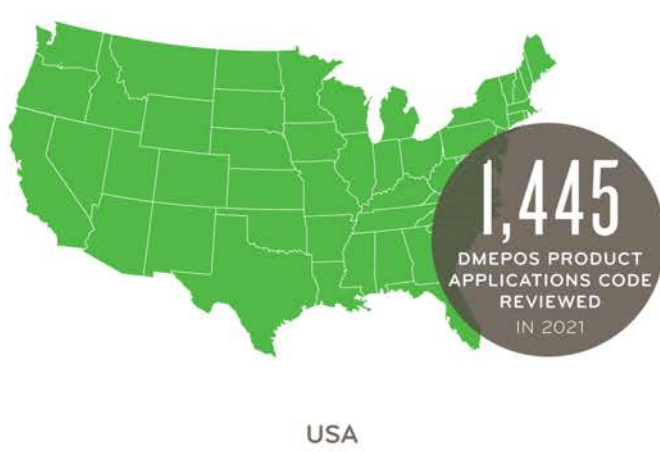 1,445
DMEPOS PRODUCT
APPLICATIONS CODE
REVIEWED
IN 2021
USA